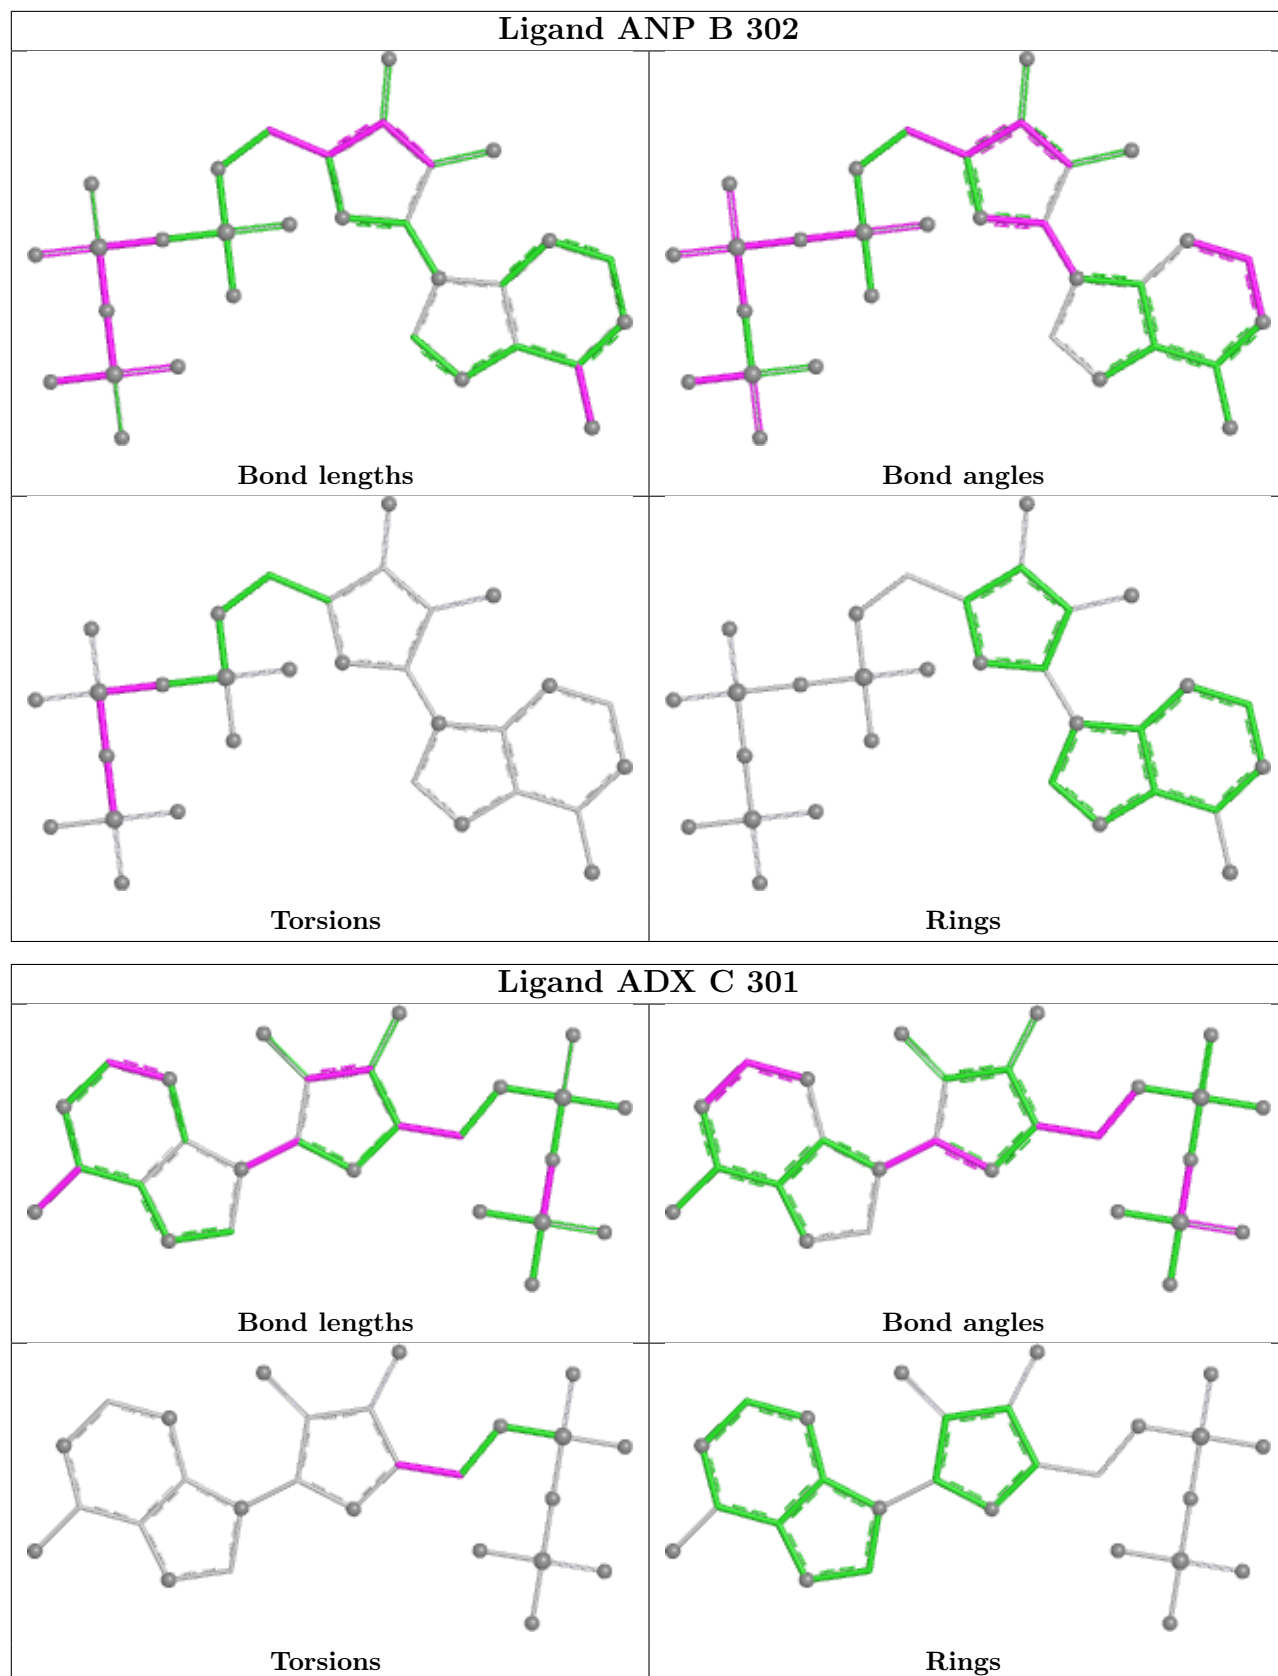 Ligand ANP B 302
Bond lengths
Bond angles
Torsions
Rings
Ligand ADX C 301
Bond lengths
Bond angles
Torsions
Rings